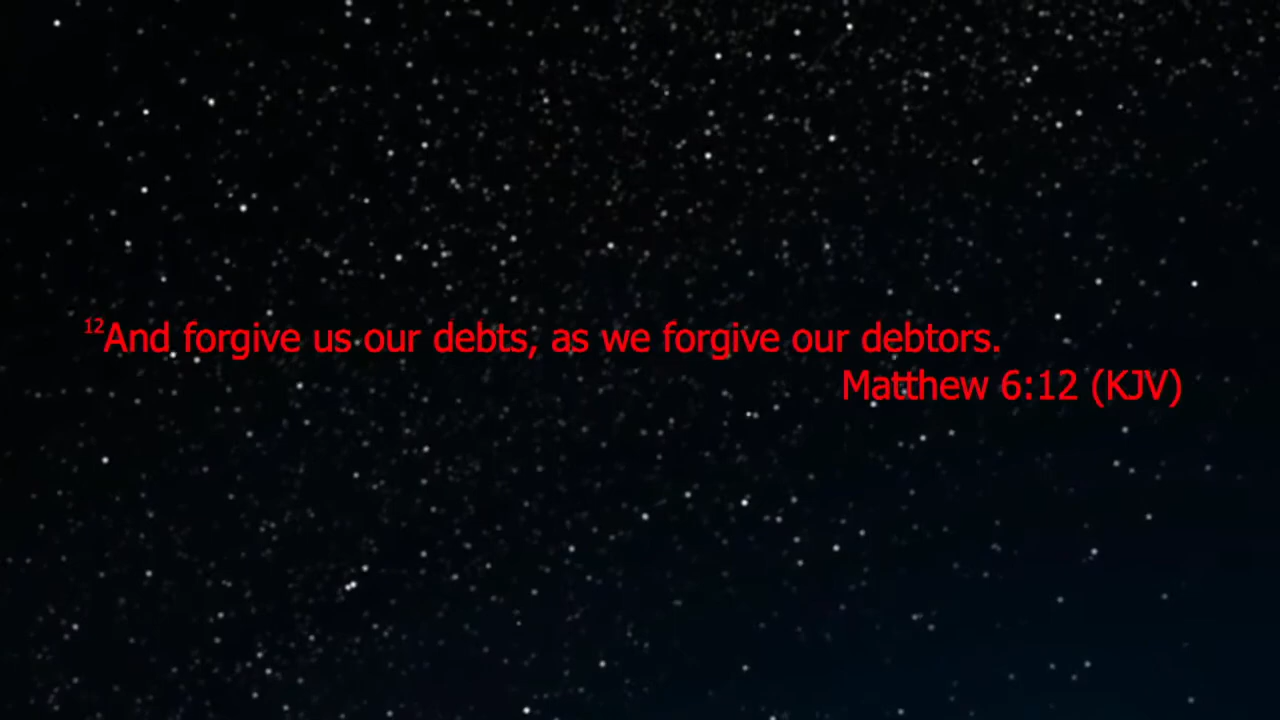 ¹²And forgive us our debts, as we forgive our debtors.
Matthew 6:12 (KJV)